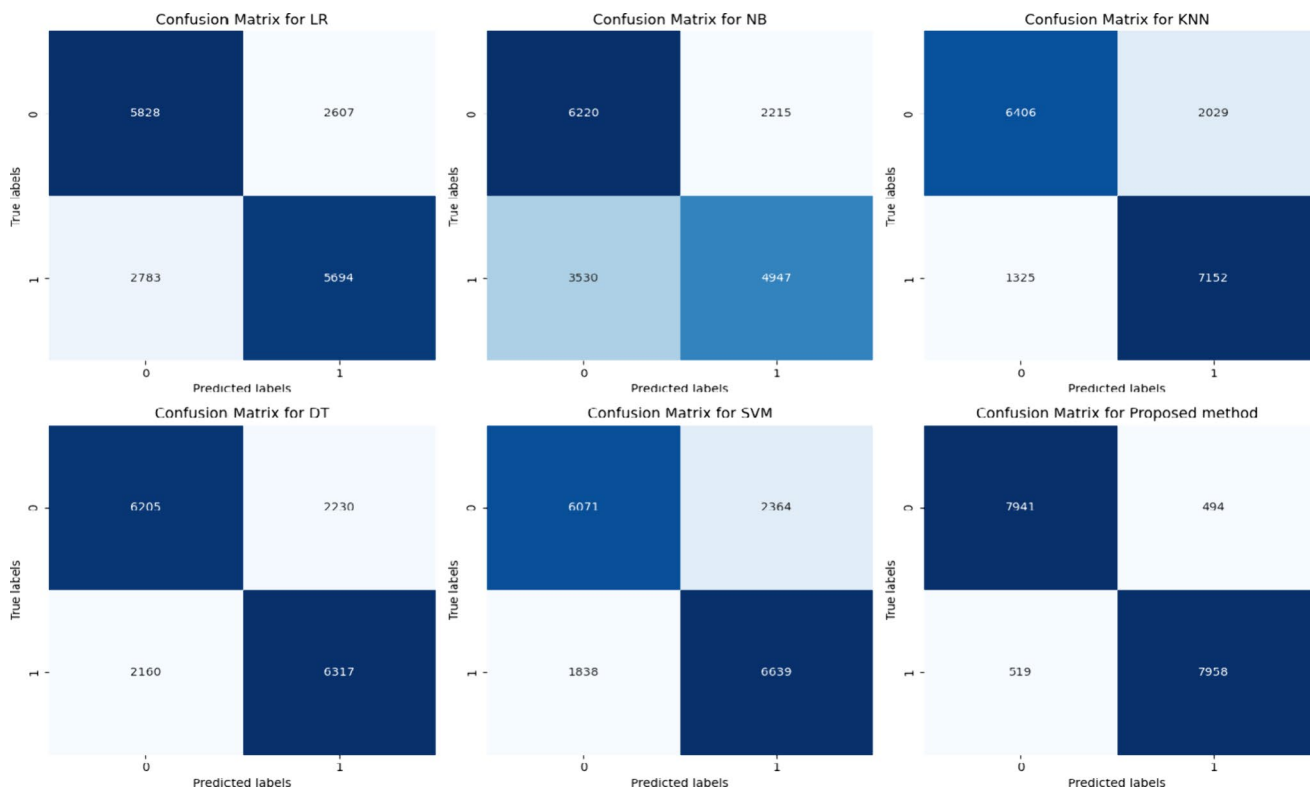 Confusion Matrix for LR
0
5828
2607
True labels
1
2783
5694
0
1
Predicted labels
Confusion Matrix for NB
0
6220
2215
True labels
1
3530
4947
0
1
Predicted labels
Confusion Matrix for KNN
0
6406
2029
True labels
1
1325
7152
0
1
Predicted labels
Confusion Matrix for DT
0
6205
2230
True labels
1
2160
6317
0
1
Predicted labels
Confusion Matrix for SVM
0
6071
2364
True labels
1
1838
6639
0
1
Predicted labels
Confusion Matrix for Proposed method
0
7941
494
True labels
1
519
7958
0
1
Predicted labels